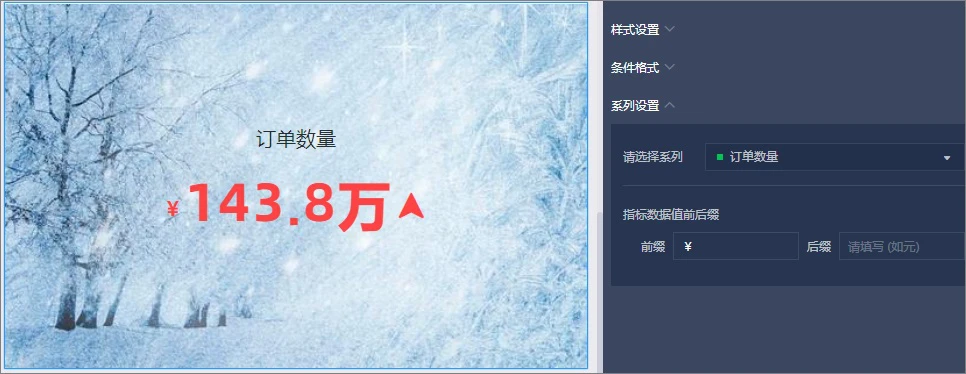 订单数量
¥ 143.8万
样式设置
条件格式
系列设置
请选择系列 订单数量
指标数据值前后缀
前缀 ¥ 后缀 请填写 (如元)